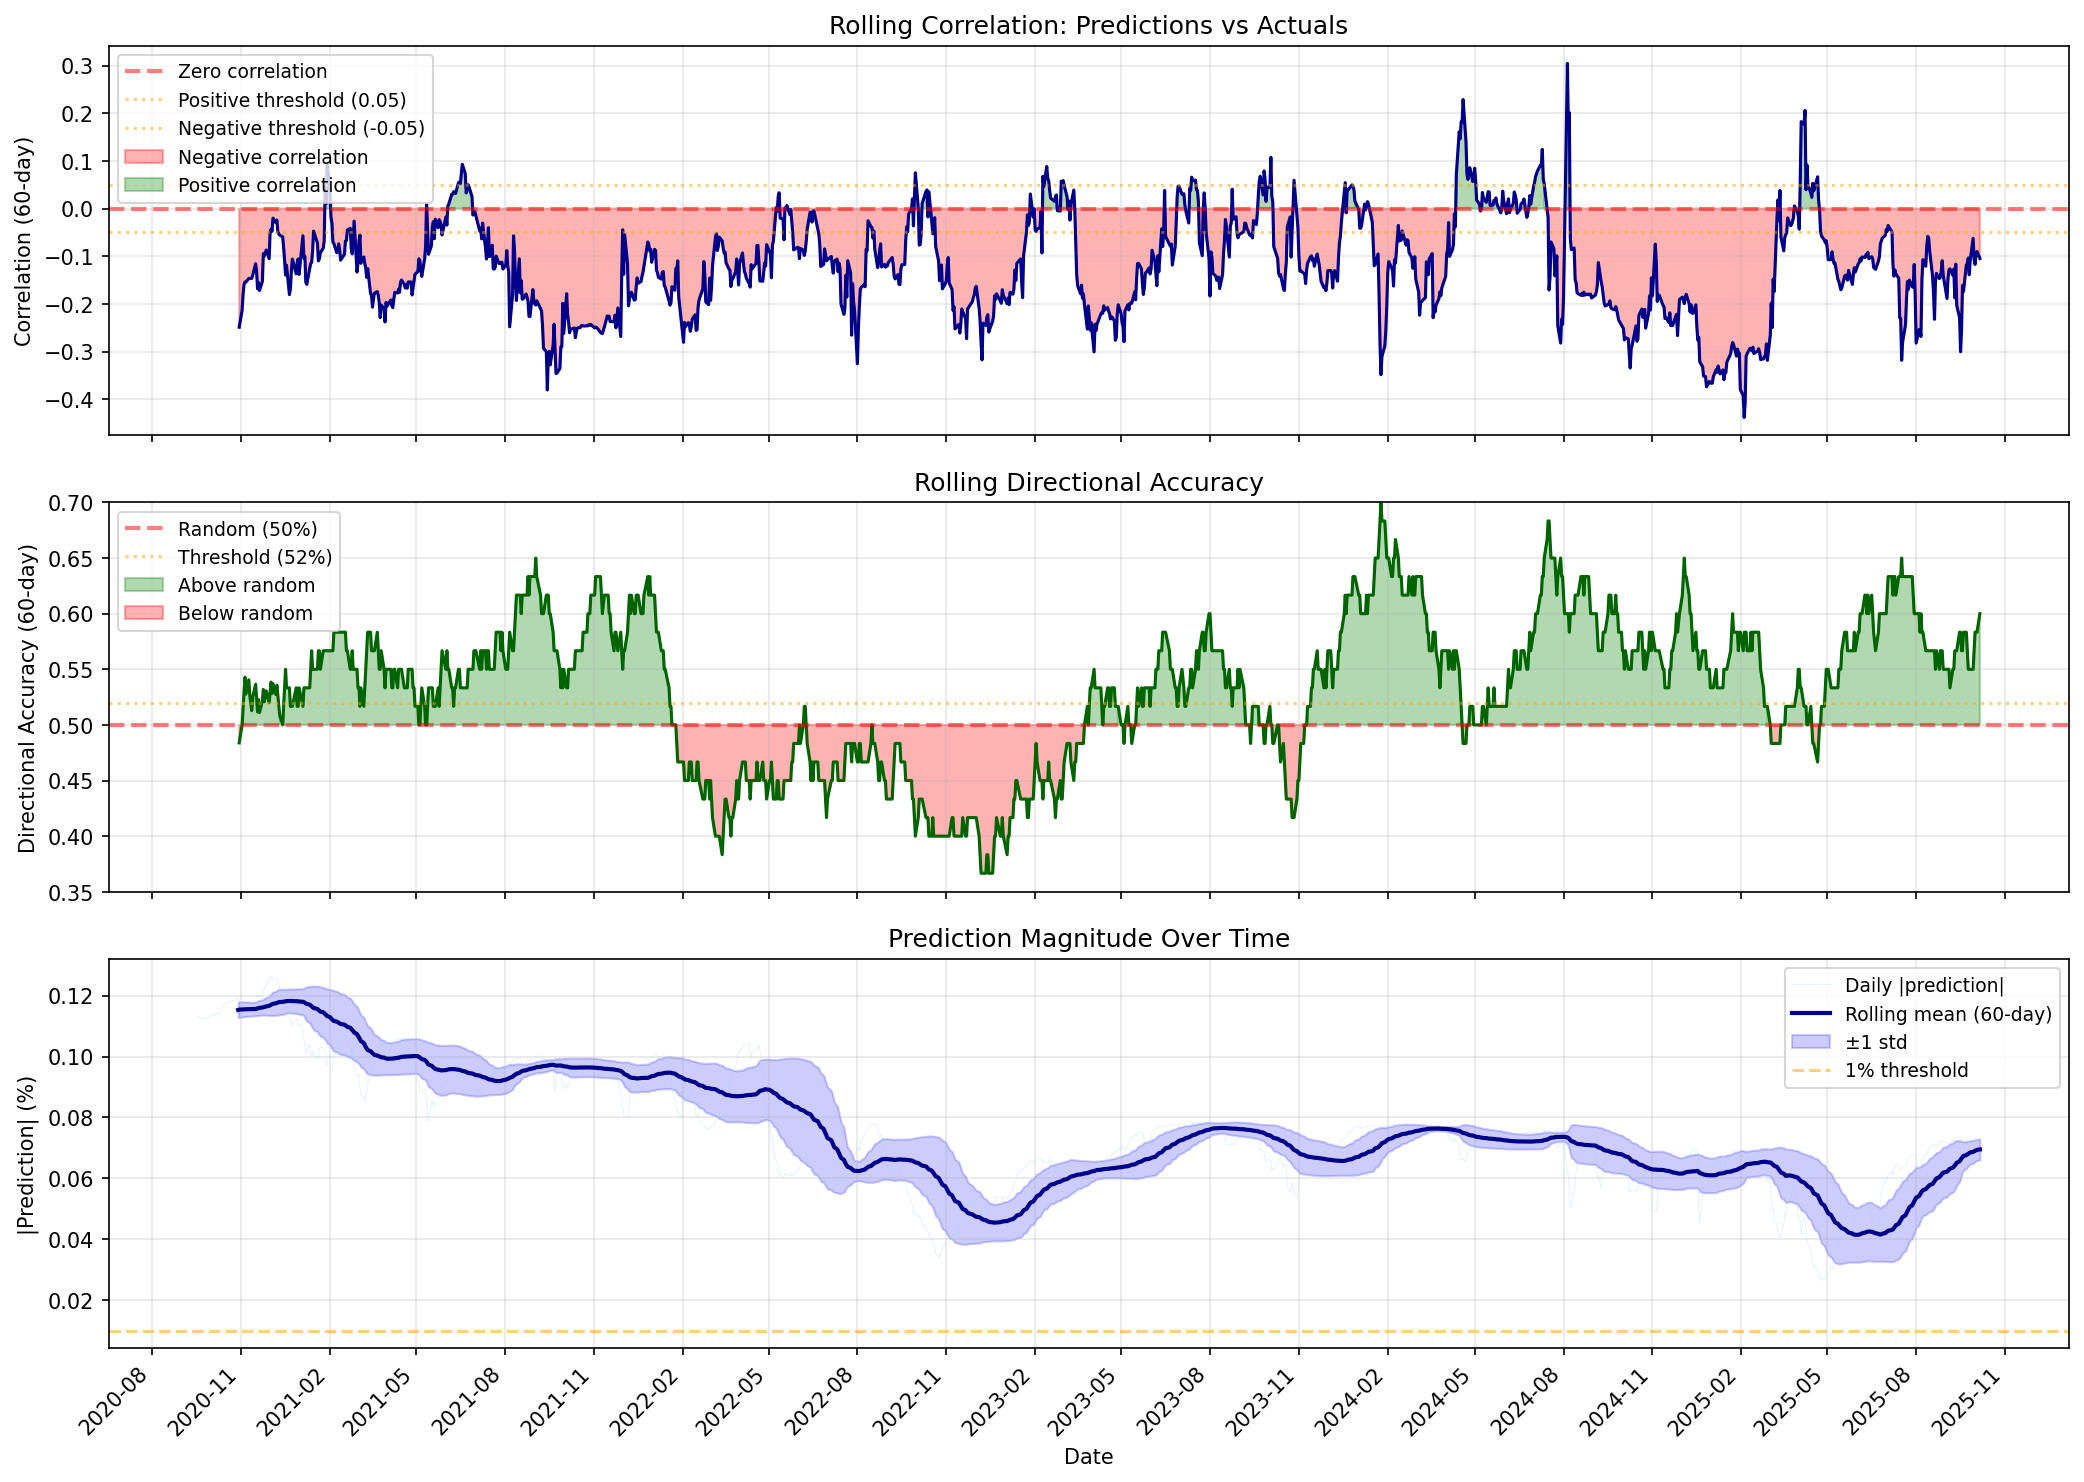 Rolling Correlation: Predictions vs Actuals
Correlation (60-day)
0.3
0.2
0.1
0.0
−0.1
−0.2
−0.3
−0.4
Zero correlation
Positive threshold (0.05)
Negative threshold (-0.05)
Negative correlation
Positive correlation
Rolling Directional Accuracy
Directional Accuracy (60-day)
0.70
0.65
0.60
0.55
0.50
0.45
0.40
0.35
Random (50%)
Threshold (52%)
Above random
Below random
Prediction Magnitude Over Time
|Prediction| (%)
0.12
0.10
0.08
0.06
0.04
0.02
Daily |prediction|
Rolling mean (60-day)
±1 std
1% threshold
2020-08
2020-11
2021-02
2021-05
2021-08
2021-11
2022-02
2022-05
2022-08
2022-11
2023-02
2023-05
2023-08
2023-11
2024-02
2024-05
2024-08
2024-11
2025-02
2025-05
2025-08
2025-11
Date